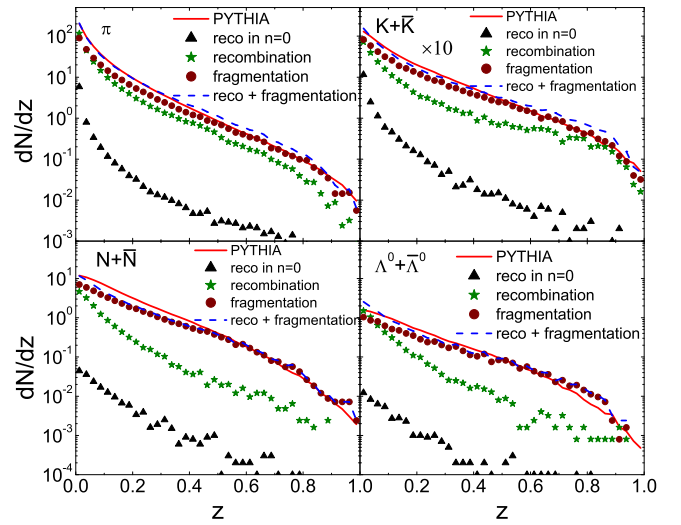 π
PYTHIA
reco in n=0
recombination
fragmentation
reco + fragmentation
K+K̅
×10
PYTHIA
reco in n=0
recombination
fragmentation
reco + fragmentation
dN/dz
10²
10¹
10⁰
10⁻¹
10⁻²
10⁻³
N+N̅
PYTHIA
reco in n=0
recombination
fragmentation
reco + fragmentation
Λ⁰+Λ̅⁰
PYTHIA
reco in n=0
recombination
fragmentation
reco + fragmentation
dN/dz
10¹
10⁰
10⁻¹
10⁻²
10⁻³
10⁻⁴
0.0 0.2 0.4 0.6 0.8 1.0
0.0 0.2 0.4 0.6 0.8 1.0
z z